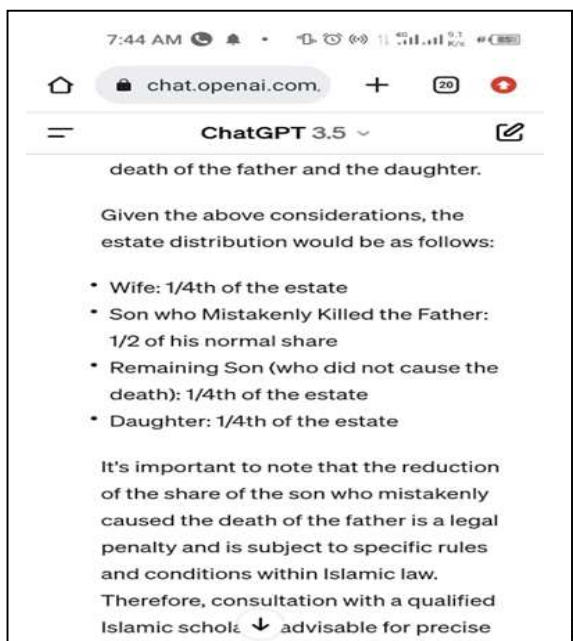 7:44 AM
chat.openai.com,
20
ChatGPT 3.5
death of the father and the daughter.
Given the above considerations, the
estate distribution would be as follows:
• Wife: 1/4th of the estate
• Son who Mistakenly Killed the Father:
1/2 of his normal share
• Remaining Son (who did not cause the
death): 1/4th of the estate
• Daughter: 1/4th of the estate
It's important to note that the reduction
of the share of the son who mistakenly
caused the death of the father is a legal
penalty and is subject to specific rules
and conditions within Islamic law.
Therefore, consultation with a qualified
Islamic advisable for precise